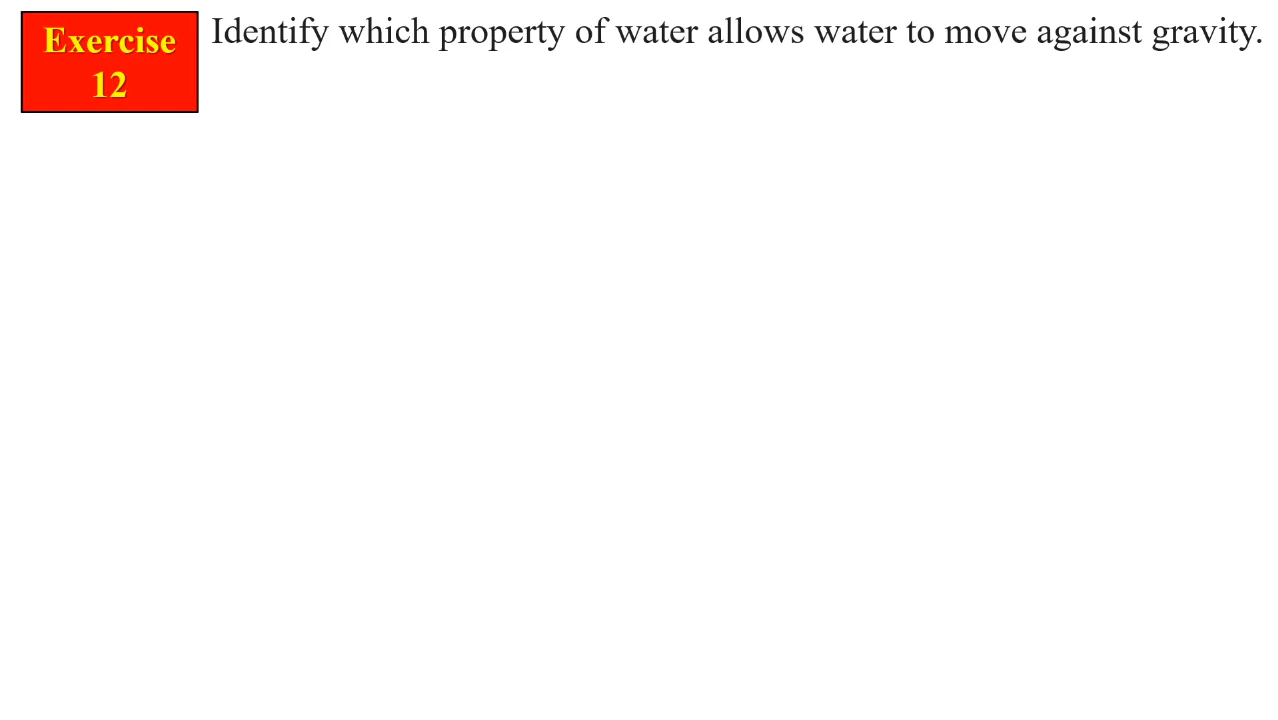 Exercise
12
Identify which property of water allows water to move against gravity.